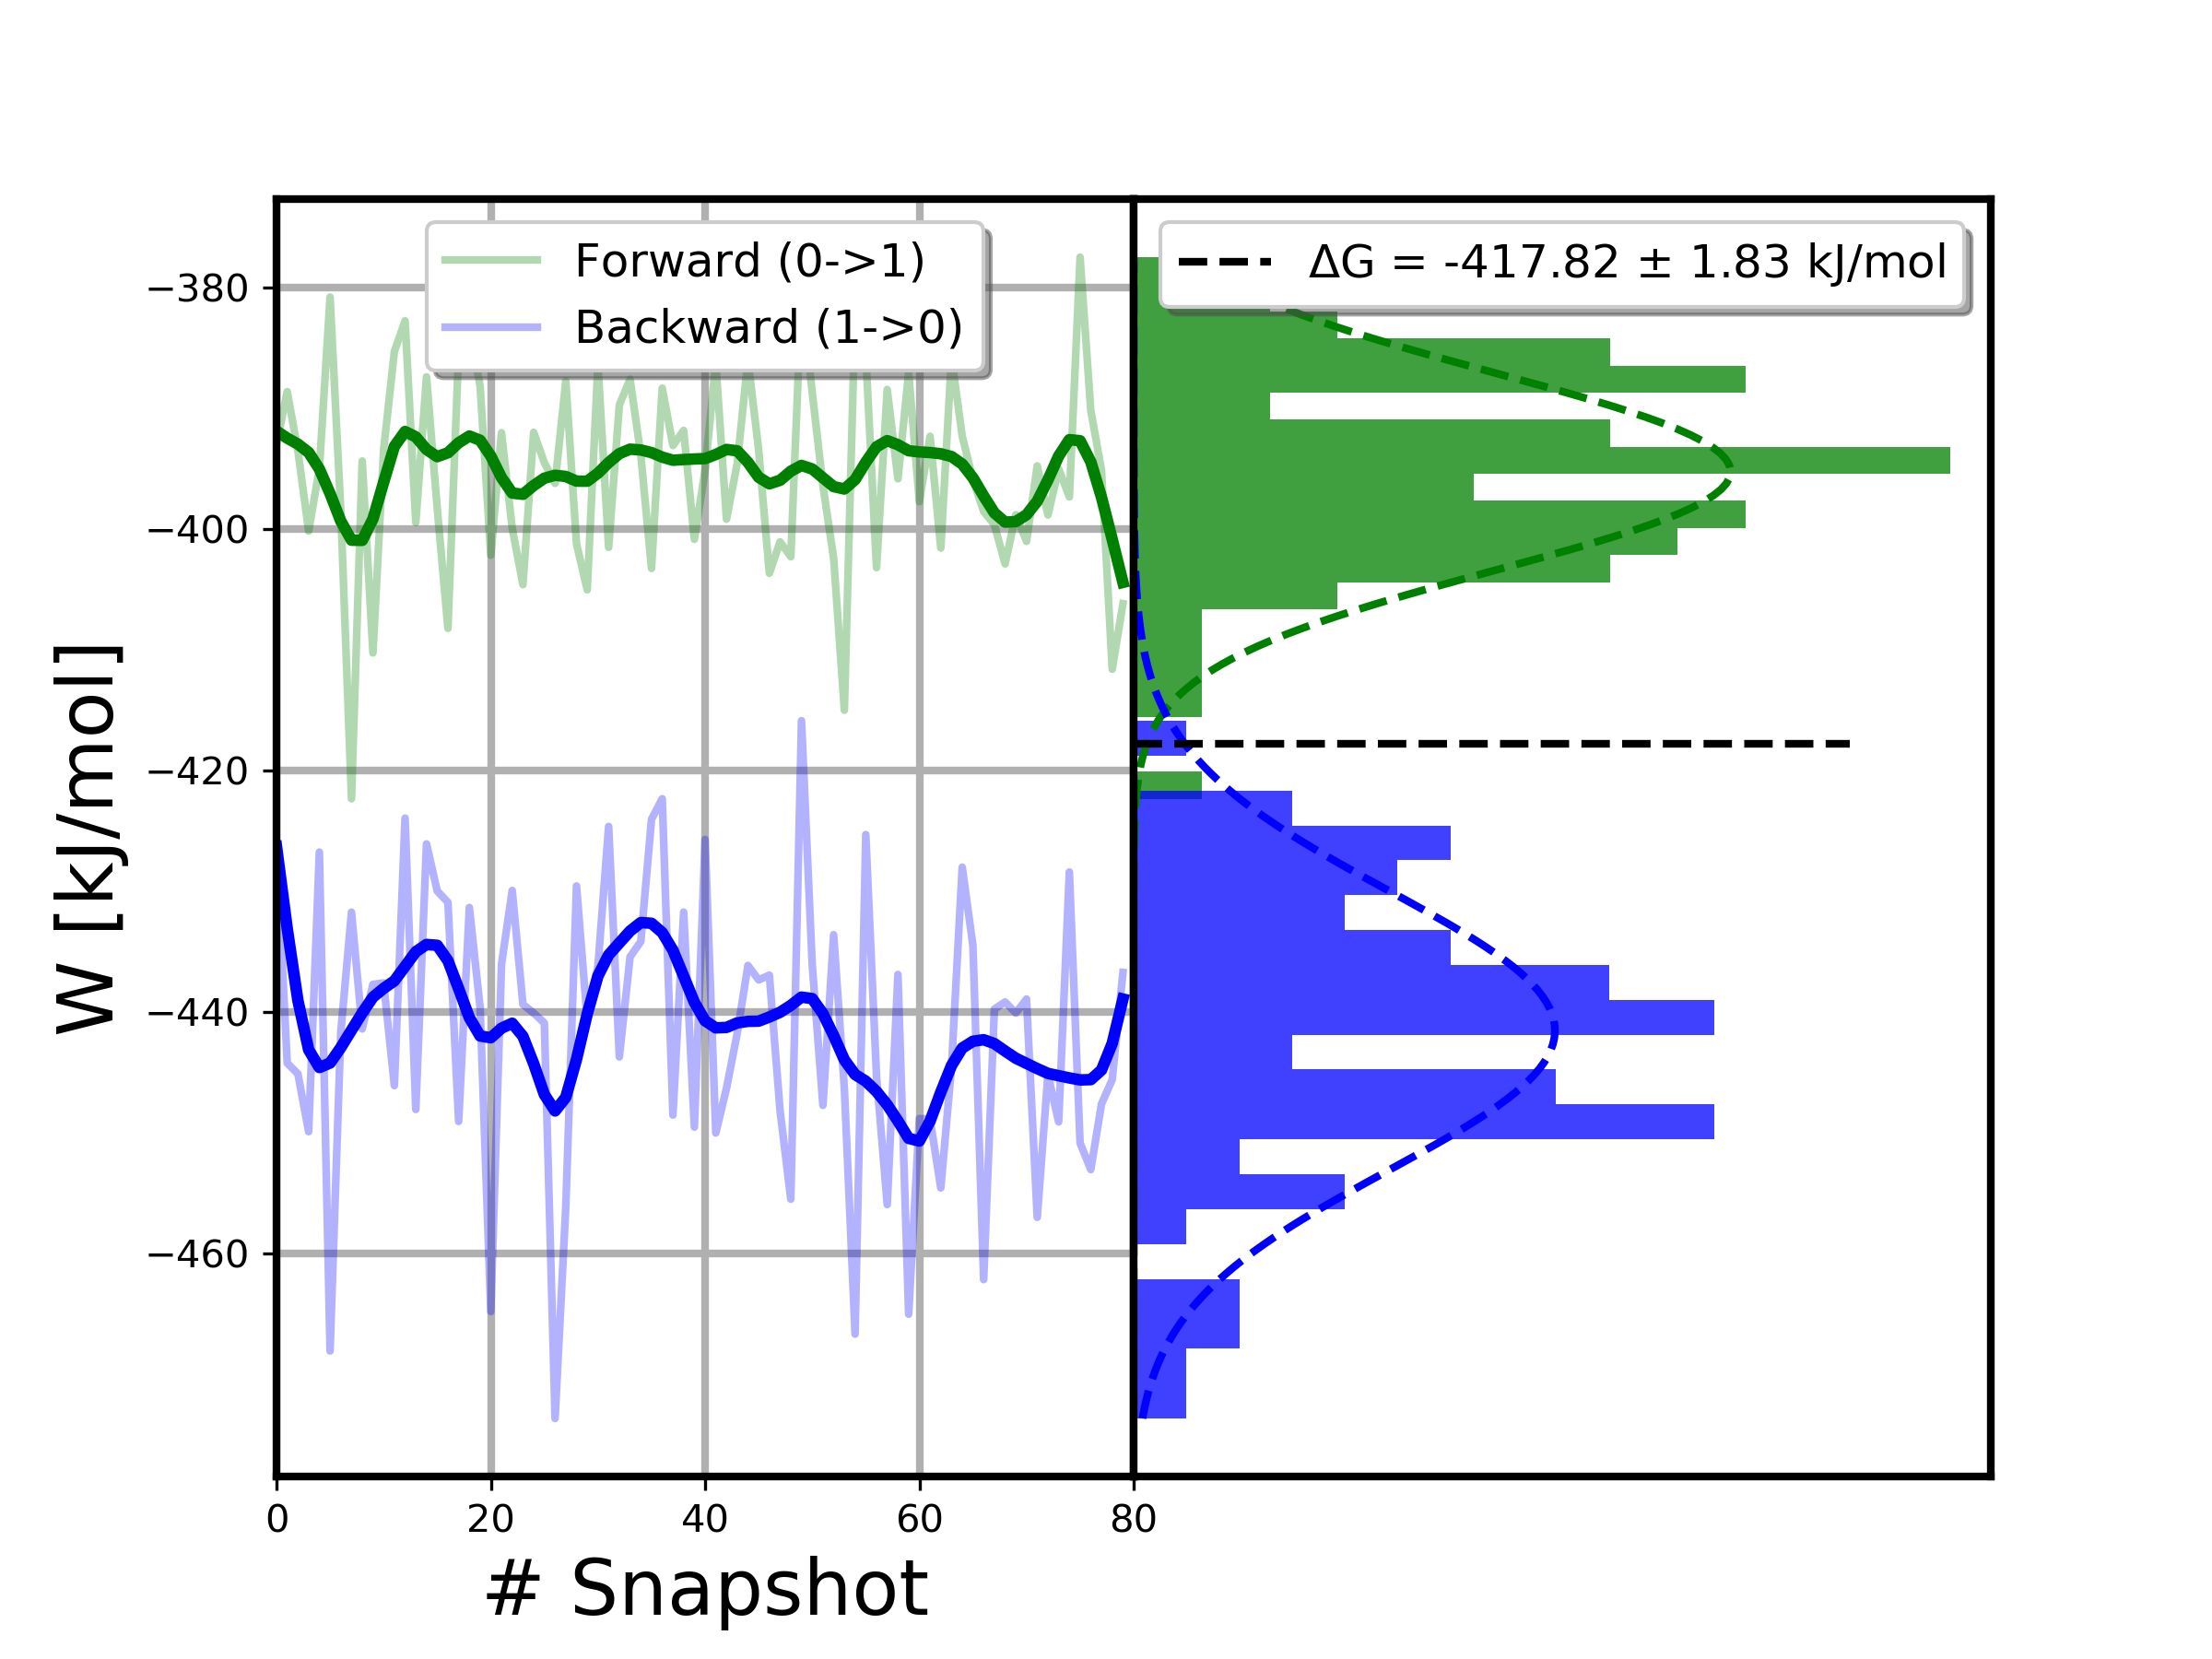 Forward (0->1)
Backward (1->0)
ΔG = -417.82 ± 1.83 kJ/mol
W [kJ/mol]
−380
−400
−420
−440
−460
0 20 40 60 80
# Snapshot